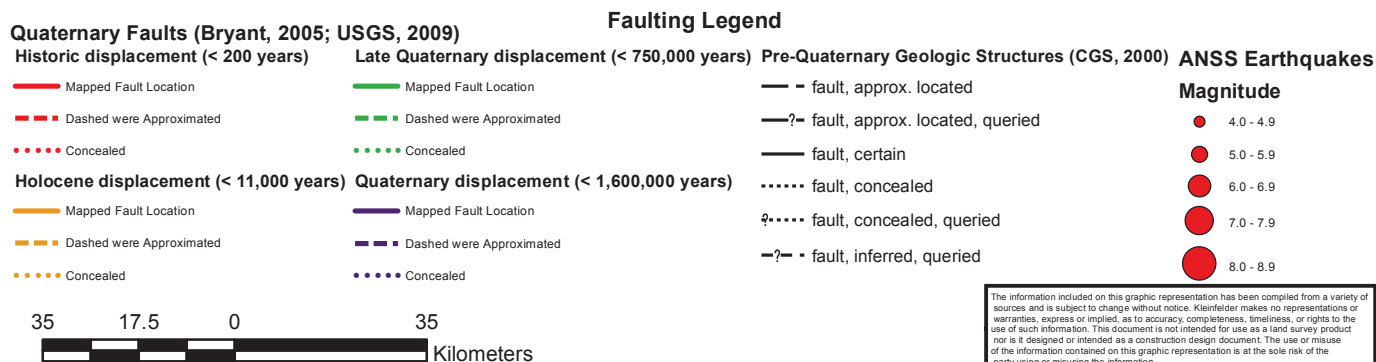 Faulting Legend
Quaternary Faults (Bryant, 2005; USGS, 2009)
Historic displacement (< 200 years)
Mapped Fault Location
Dashed were Approximated
Concealed
Holocene displacement (< 11,000 years)
Mapped Fault Location
Dashed were Approximated
Concealed
Late Quaternary displacement (< 750,000 years)
Mapped Fault Location
Dashed were Approximated
Concealed
Quaternary displacement (< 1,600,000 years)
Mapped Fault Location
Dashed were Approximated
Concealed
Pre-Quaternary Geologic Structures (CGS, 2000)
fault, approx. located
? fault, approx. located, queried
fault, certain
fault, concealed
? fault, concealed, queried
? fault, inferred, queried
ANSS Earthquakes
Magnitude
4.0 - 4.9
5.0 - 5.9
6.0 - 6.9
7.0 - 7.9
8.0 - 8.9
35 17.5 0 35
Kilometers
The information included on this graphic representation has been compiled from a variety of
sources and is subject to change without notice. Kleinfelder makes no representations or
warranties, express or implied, as to accuracy, completeness, timeliness, or rights to the
use of such information. This document is not intended for use as a land survey product
nor is it designed or intended as a construction design document. The use or misuse
of the information contained on this graphic representation is at the sole risk of the
party using or misusing the information.